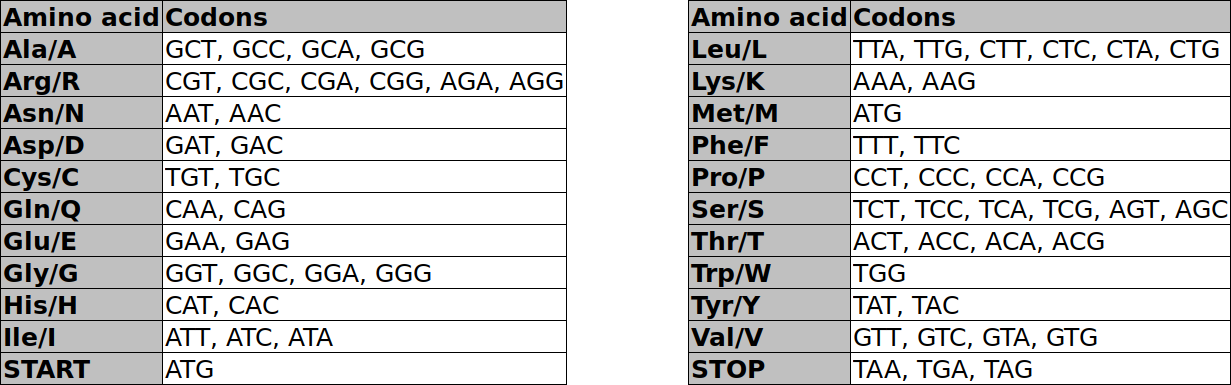 Amino acid Codons
Ala/A GCT, GCC, GCA, GCG
Arg/R CGT, CGC, CGA, CGG, AGA, AGG
Asn/N AAT, AAC
Asp/D GAT, GAC
Cys/C TGT, TGC
Gln/Q CAA, CAG
Glu/E GAA, GAG
Gly/G GGT, GGC, GGA, GGG
His/H CAT, CAC
Ile/I ATT, ATC, ATA
START ATG
Amino acid Codons
Leu/L TTA, TTG, CTT, CTC, CTA, CTG
Lys/K AAA, AAG
Met/M ATG
Phe/F TTT, TTC
Pro/P CCT, CCC, CCA, CCG
Ser/S TCT, TCC, TCA, TCG, AGT, AGC
Thr/T ACT, ACC, ACA, ACG
Trp/W TGG
Tyr/Y TAT, TAC
Val/V GTT, GTC, GTA, GTG
STOP TAA, TGA, TAG